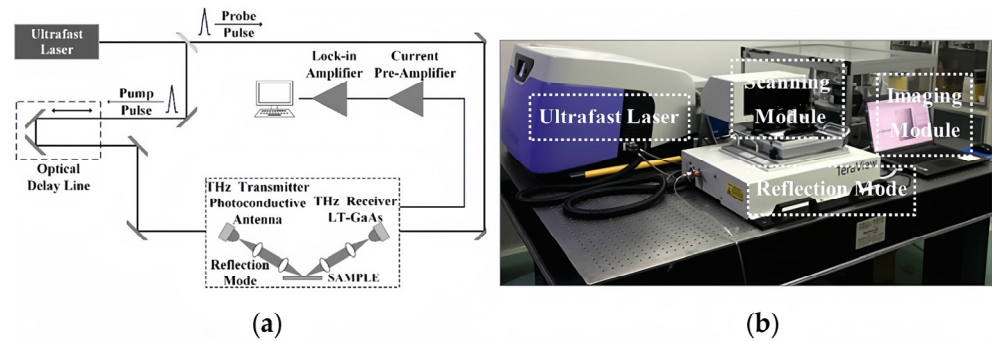 Ultrafast
Laser
Probe
Pulse
Lock-in
Amplifier
Current
Pre-Amplifier
Pump
Pulse
Optical
Delay Line
THz Transmitter
Photoconductive
Antenna
THz Receiver
LT-GaAs
Reflection
Mode
SAMPLE
(a)
Ultrafast Laser
Scanning
Module
Imaging
Module
TeraView
Reflection Mode
(b)